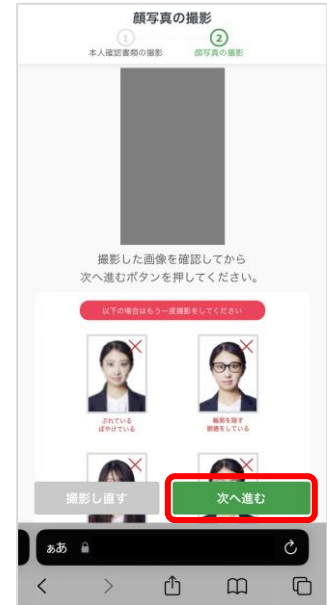 顔写真の撮影
1
2
本人確認書類の撮影
顔写真の撮影
撮影した画像を確認してから
次へ進むボタンを押してください。
以下の場合はもう一度撮影をしてください
ぶれている
ぼやけている
輪郭を隠す
眼鏡をしている
撮影し直す
次へ進む
ぁあ